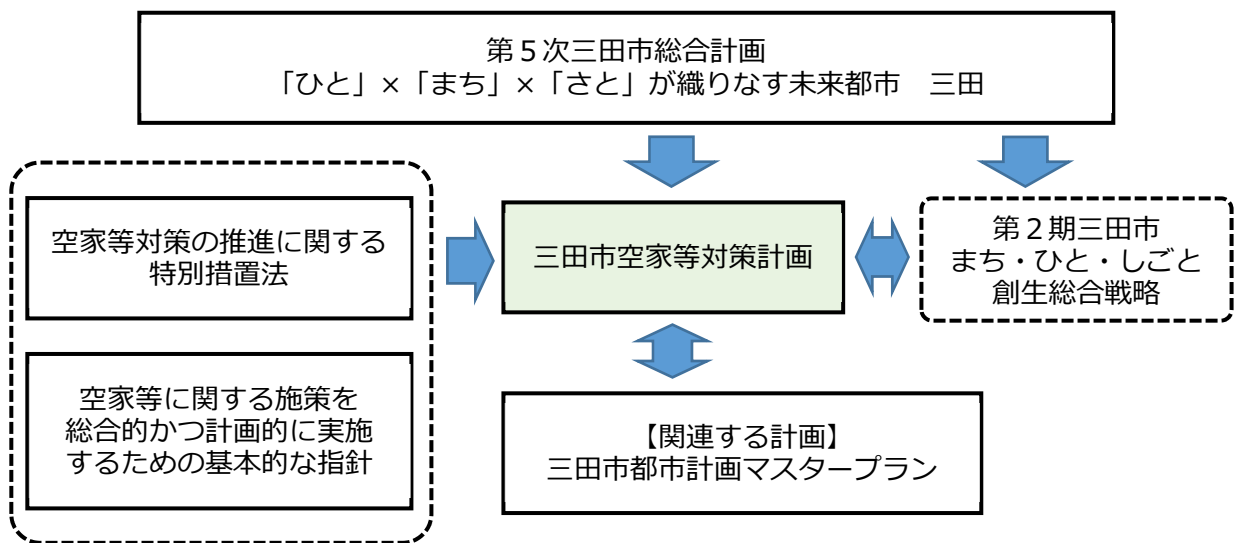 第５次三田市総合計画
「ひと」×「まち」×「さと」が織りなす未来都市　三田
空家等対策の推進に関する
特別措置法
空家等に関する施策を
総合的かつ計画的に実施
するための基本的な指針
三田市空家等対策計画
第２期三田市
まち・ひと・しごと
創生総合戦略
【関連する計画】
三田市都市計画マスタープラン